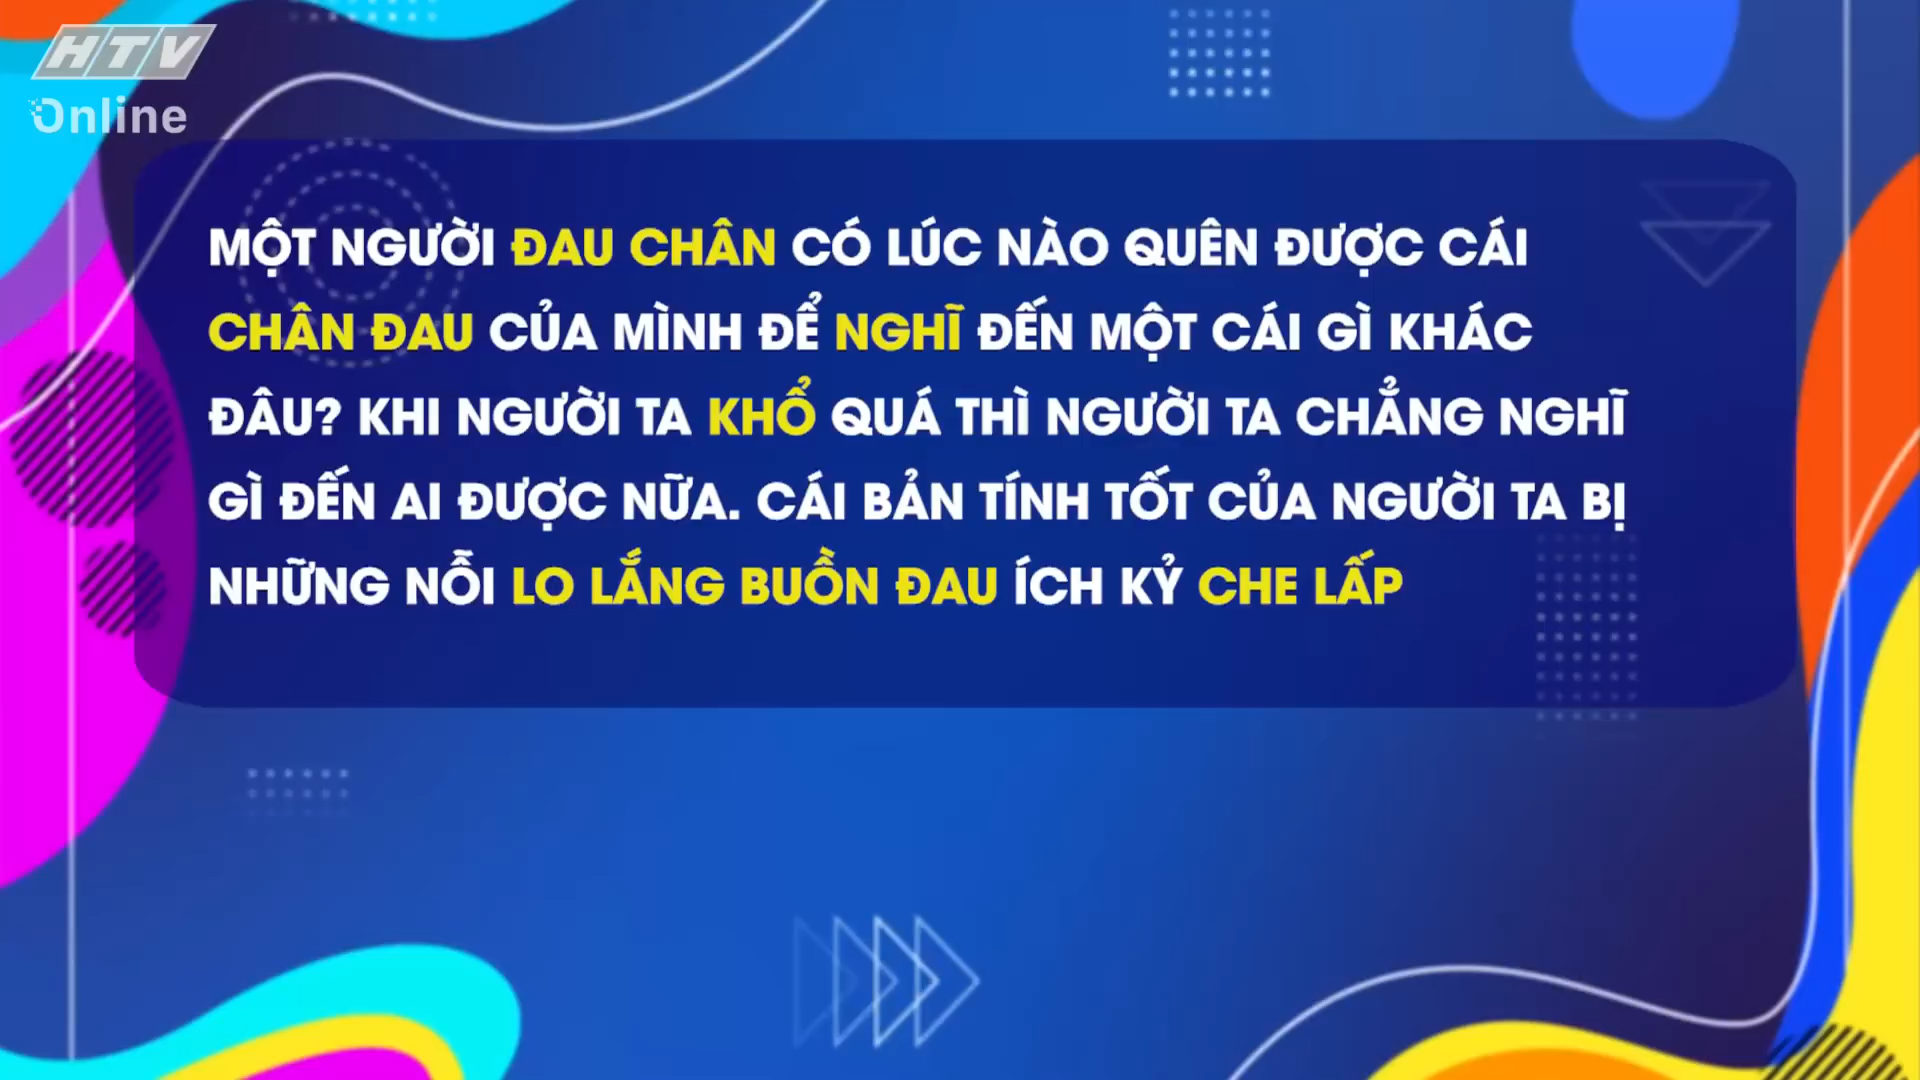 HTV
Online
MỘT NGƯỜI ĐAU CHÂN CÓ LÚC NÀO QUÊN ĐƯỢC CÁI
CHÂN ĐAU CỦA MÌNH ĐỂ NGHĨ ĐẾN MỘT CÁI GÌ KHÁC
ĐÂU? KHI NGƯỜI TA KHỔ QUÁ THÌ NGƯỜI TA CHẲNG NGHĨ
GÌ ĐẾN AI ĐƯỢC NỮA. CÁI BẢN TÍNH TỐT CỦA NGƯỜI TA BỊ
NHỮNG NỖI LO LẮNG BUỒN ĐAU ÍCH KỶ CHE LẤP